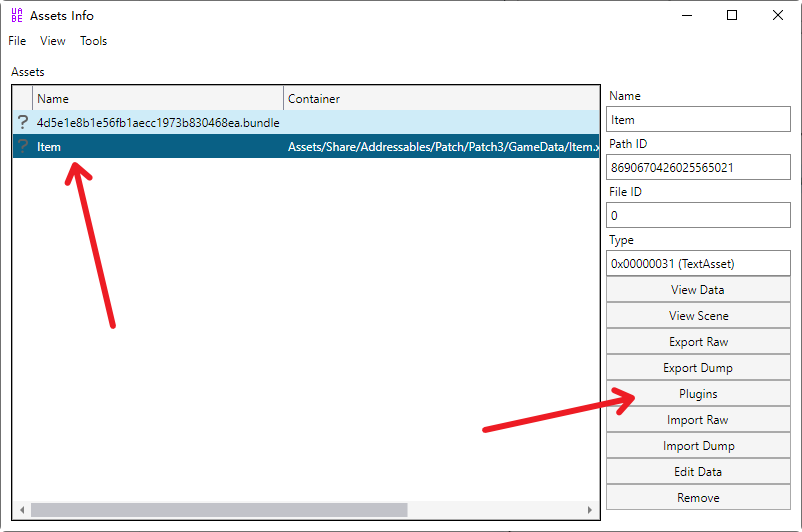 UA
BE
Assets Info
File View Tools
Assets
Name Container
? 4d5e1e8b1e56fb1aecc1973b830468ea.bundle
? Item Assets/Share/Addressables/Patch/Patch3/GameData/Item.x
Name
Item
Path ID
8690670426025565021
File ID
0
Type
0x00000031 (TextAsset)
View Data
View Scene
Export Raw
Export Dump
Plugins
Import Raw
Import Dump
Edit Data
Remove